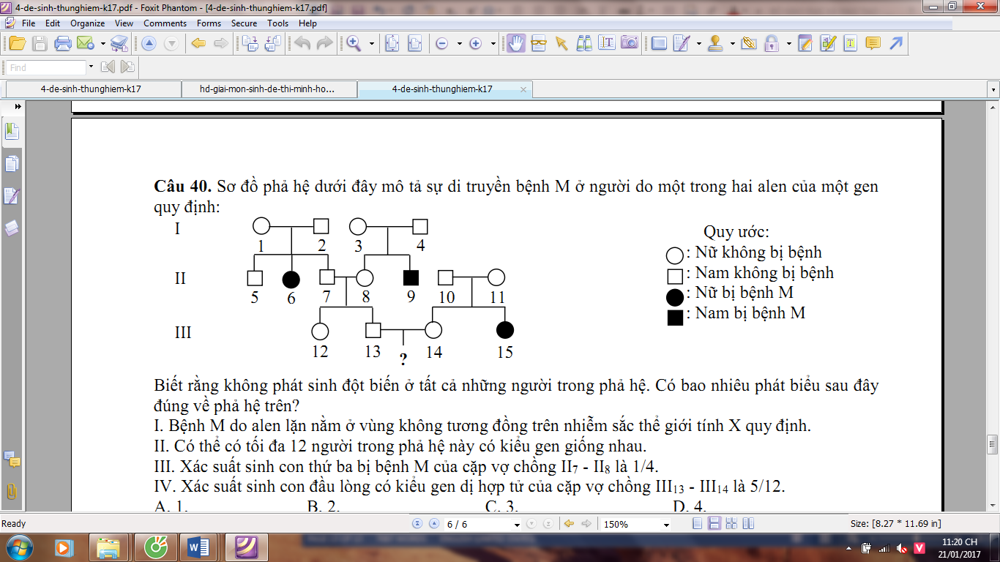 4-de-sinh-thunghiem-k17.pdf - Foxit Phantom - [4-de-sinh-thunghiem-k17.pdf]
File Edit Organize View Comments Forms Secure Tools Help
Find
4-de-sinh-thunghiem-k17 hd-giai-mon-sinh-de-thi-minh-ho... 4-de-sinh-thunghiem-k17
Câu 40. Sơ đồ phả hệ dưới đây mô tả sự di truyền bệnh M ở người do một trong hai alen của một gen
quy định:
I
1 2 3 4
II
5 6 7 8 9 10 11
III
12 13 ? 14 15
Quy ước:
: Nữ không bị bệnh
: Nam không bị bệnh
: Nữ bị bệnh M
: Nam bị bệnh M
Biết rằng không phát sinh đột biến ở tất cả những người trong phả hệ. Có bao nhiêu phát biểu sau đây
đúng về phả hệ trên?
I. Bệnh M do alen lặn nằm ở vùng không tương đồng trên nhiễm sắc thể giới tính X quy định.
II. Có thể có tối đa 12 người trong phả hệ này có kiểu gen giống nhau.
III. Xác suất sinh con thứ ba bị bệnh M của cặp vợ chồng II7 - II8 là 1/4.
IV. Xác suất sinh con đầu lòng có kiểu gen dị hợp tử của cặp vợ chồng III13 - III14 là 5/12.
A. 1. B. 2. C. 3. D. 4.
Ready 6 / 6 150% Size: [8.27 * 11.69 in]
11:20 CH
21/01/2017